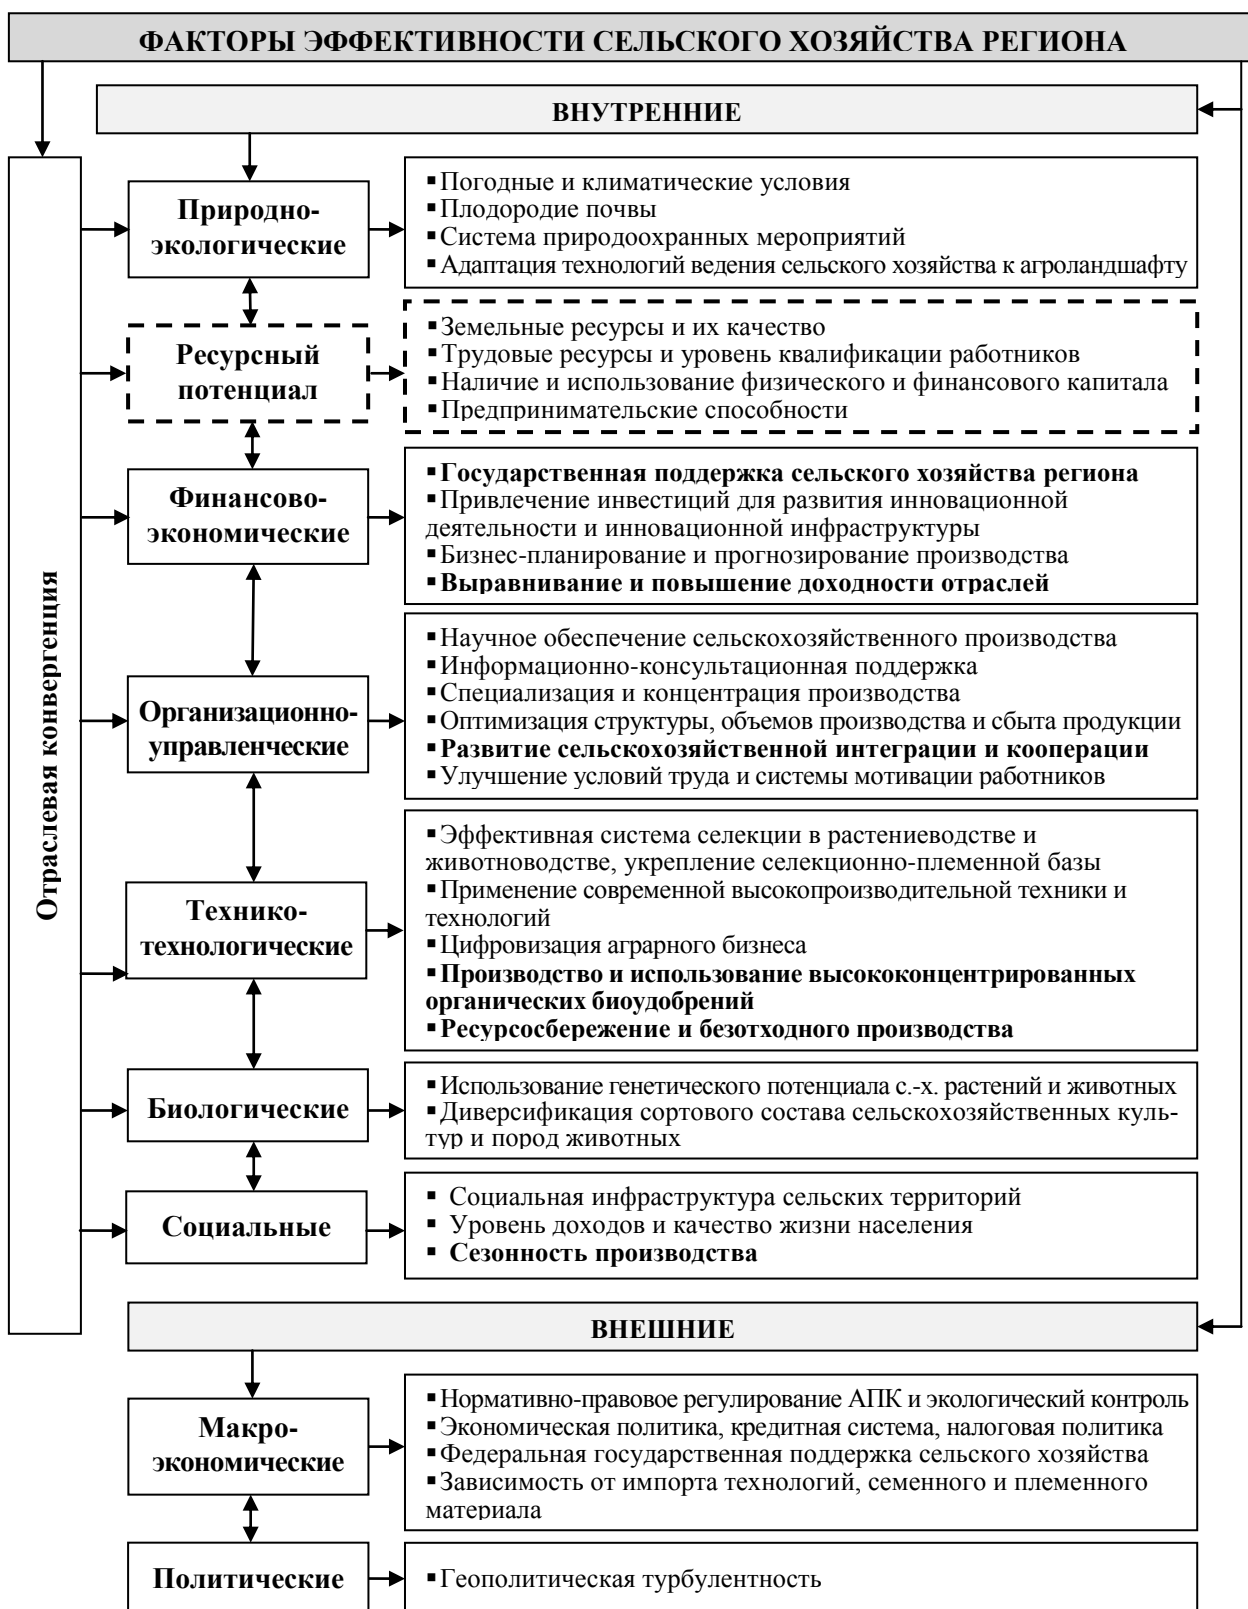 ФАКТОРЫ ЭФФЕКТИВНОСТИ СЕЛЬСКОГО ХОЗЯЙСТВА РЕГИОНА
ВНУТРЕННИЕ
Отраслевая конвергенция
Природно-
экологические
▪Погодные и климатические условия
▪Плодородие почвы
▪Система природоохранных мероприятий
▪Адаптация технологий ведения сельского хозяйства к агроландшафту
Ресурсный
потенциал
▪Земельные ресурсы и их качество
▪Трудовые ресурсы и уровень квалификации работников
▪Наличие и использование физического и финансового капитала
▪Предпринимательские способности
Финансово-
экономические
▪Государственная поддержка сельского хозяйства региона
▪Привлечение инвестиций для развития инновационной
деятельности и инновационной инфраструктуры
▪Бизнес-планирование и прогнозирование производства
▪Выравнивание и повышение доходности отраслей
Организационно-
управленческие
▪Научное обеспечение сельскохозяйственного производства
▪Информационно-консультационная поддержка
▪Специализация и концентрация производства
▪Оптимизация структуры, объемов производства и сбыта продукции
▪Развитие сельскохозяйственной интеграции и кооперации
▪Улучшение условий труда и системы мотивации работников
Технико-
технологические
▪Эффективная система селекции в растениеводстве и
животноводстве, укрепление селекционно-племенной базы
▪Применение современной высокопроизводительной техники и
технологий
▪Цифровизация аграрного бизнеса
▪Производство и использование высококонцентрированных
органических биоудобрений
▪Ресурсосбережение и безотходного производства
Биологические
▪Использование генетического потенциала с.-х. растений и животных
▪Диверсификация сортового состава сельскохозяйственных куль-
тур и пород животных
Социальные
▪ Социальная инфраструктура сельских территорий
▪ Уровень доходов и качество жизни населения
▪ Сезонность производства
ВНЕШНИЕ
Макро-
экономические
▪Нормативно-правовое регулирование АПК и экологический контроль
▪Экономическая политика, кредитная система, налоговая политика
▪Федеральная государственная поддержка сельского хозяйства
▪Зависимость от импорта технологий, семенного и племенного
материала
Политические
▪Геополитическая турбулентность